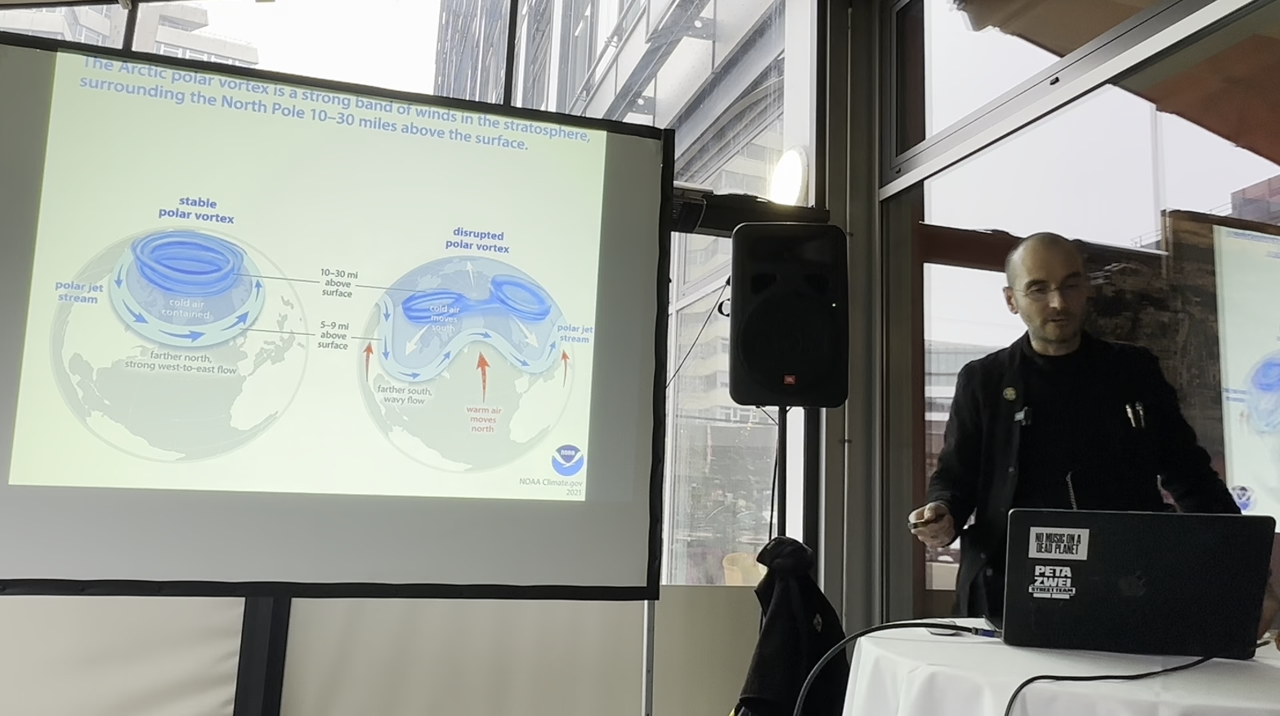 The Arctic polar vortex is a strong band of winds in the stratosphere,
surrounding the North Pole 10–30 miles above the surface.
stable
polar vortex
disrupted
polar vortex
polar jet
stream
cold air
contained
10–30 mi
above
surface
5–9 mi
above
surface
farther north,
strong west-to-east flow
cold air
moves
south
polar jet
stream
farther south,
wavy flow
warm air
moves
north
NOAA
NOAA Climate.gov
2021
JBL
NO MUSIC ON A
DEAD PLANET
PETA
ZWEI
STREET TEAM